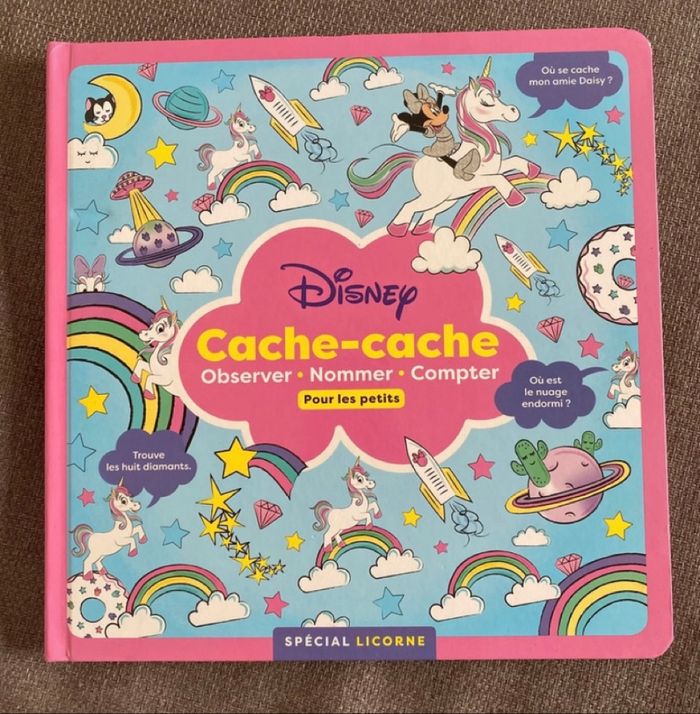 Où se cache
mon amie Daisy ?
Disney
Cache-cache
Observer • Nommer • Compter
Pour les petits
Où est
le nuage
endormi ?
Trouve
les huit diamants.
SPÉCIAL LICORNE